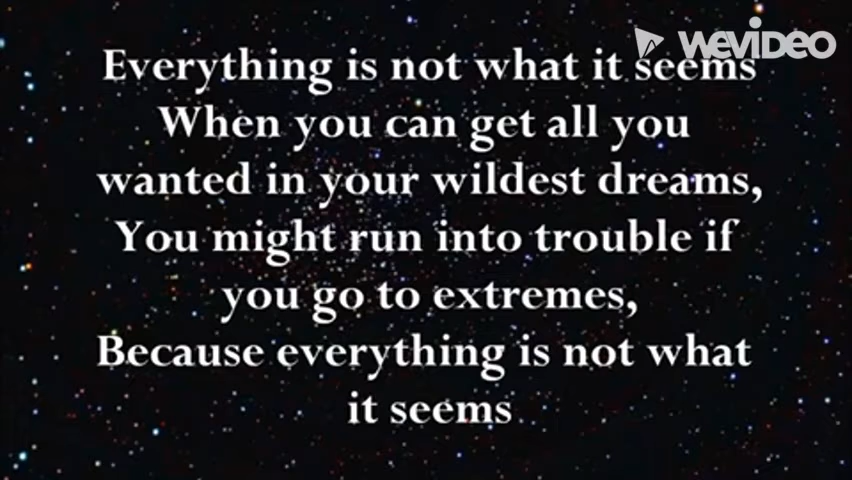 WEVIDEO
Everything is not what it seems
When you can get all you
wanted in your wildest dreams,
You might run into trouble if
you go to extremes,
Because everything is not what
it seems